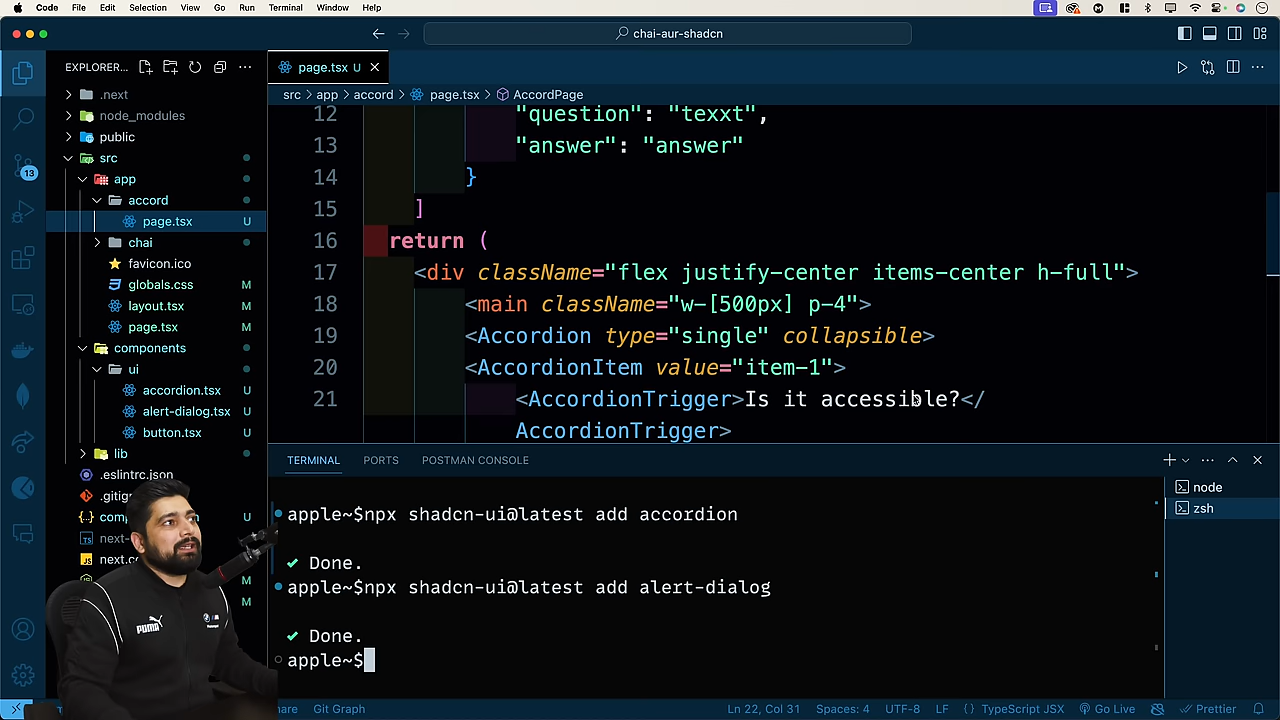 Code File Edit Selection View Go Run Terminal Window Help
chai-aur-shadcn
EXPLORER...
page.tsx U
src > app > accord > page.tsx > AccordPage
.next
node_modules
public
src
app
accord
page.tsx U
chai
favicon.ico
globals.css M
layout.tsx M
page.tsx M
components
ui
accordion.tsx U
alert-dialog.tsx U
button.tsx U
lib
.eslintrc.json
.gitig
com U
next-
next.co
M
M
13
12 "question": "texxt",
13 "answer": "answer"
14 }
15 ]
16 return (
17 <div className="flex justify-center items-center h-full">
18 <main className="w-[500px] p-4">
19 <Accordion type="single" collapsible>
20 <AccordionItem value="item-1">
21 <AccordionTrigger>Is it accessible?</
AccordionTrigger>
TERMINAL PORTS POSTMAN CONSOLE
node
zsh
apple~$npx shadcn-ui@latest add accordion
✔ Done.
apple~$npx shadcn-ui@latest add alert-dialog
✔ Done.
apple~$
PUMA
hare Git Graph Ln 22, Col 31 Spaces: 4 UTF-8 LF {} TypeScript JSX Go Live Prettier